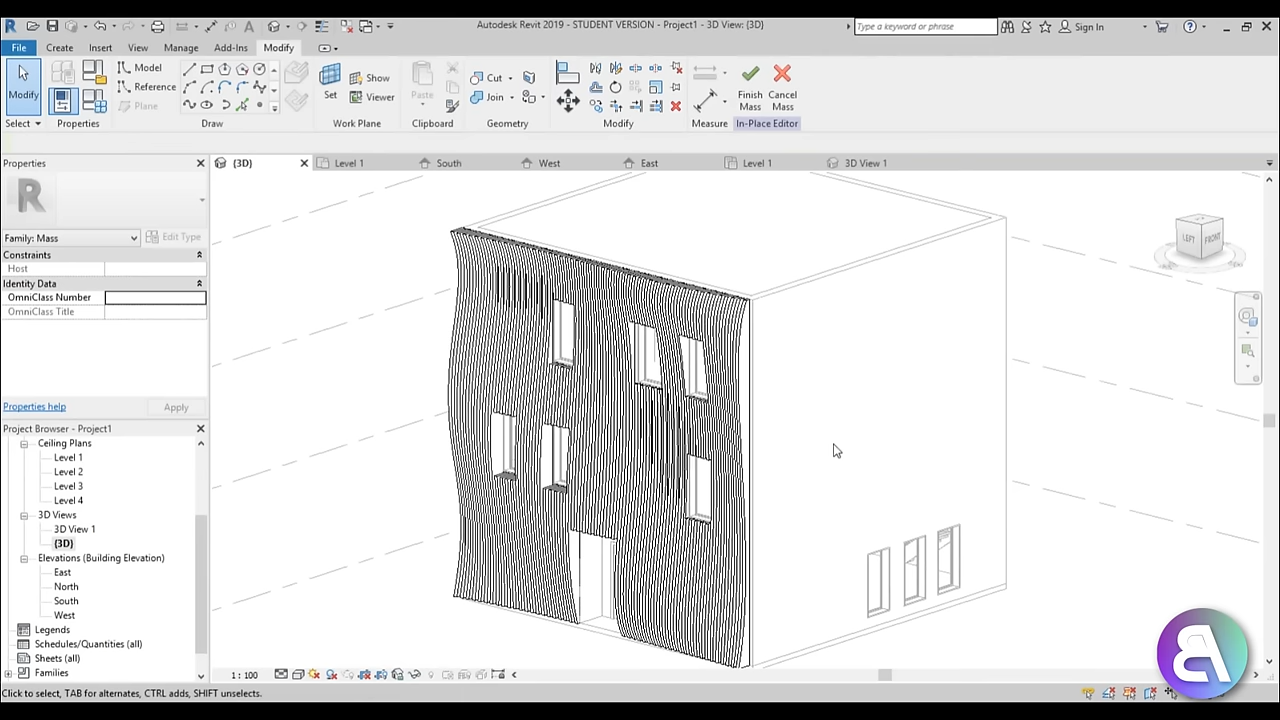 Autodesk Revit 2019 - STUDENT VERSION - Project1 - 3D View: {3D}
Type a keyword or phrase
Sign In
File Create Insert View Manage Add-Ins Modify
Modify
Model
Reference
Plane
Set
Show
Viewer
Paste
Cut
Join
Finish Mass
Cancel Mass
Select Properties Draw Work Plane Clipboard Geometry Modify Measure In-Place Editor
Properties
{3D} Level 1 South West East Level 1 3D View 1
Family: Mass
Edit Type
Constraints
Host
Identity Data
OmniClass Number
OmniClass Title
Properties help
Apply
Project Browser - Project1
Ceiling Plans
Level 1
Level 2
Level 3
Level 4
3D Views
3D View 1
{3D}
Elevations (Building Elevation)
East
North
South
West
Legends
Schedules/Quantities (all)
Sheets (all)
Families
LEFT FRONT
1 : 100
Click to select, TAB for alternates, CTRL adds, SHIFT unselects.